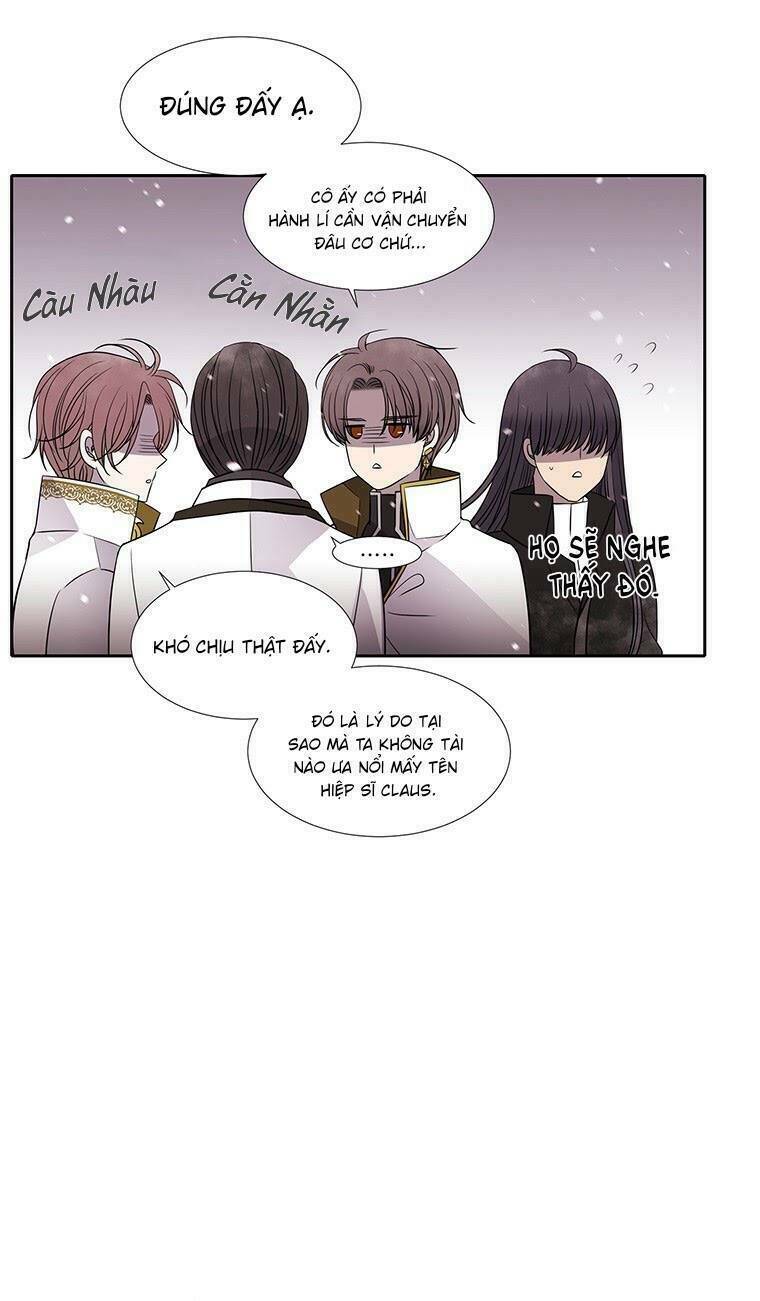 ĐÚNG ĐẤY Ạ.
CÔ ẤY CÓ PHẢI
HÀNH LÍ CẦN VẬN CHUYỂN
ĐÂU CƠ CHỨ...
Càu Nhàu
Cằn Nhằn
.....
HỌ SẼ NGHE
THẤY ĐÓ.
KHÓ CHỊU THẬT ĐẤY.
ĐÓ LÀ LÝ DO TẠI
SAO MÀ TA KHÔNG TÀI
NÀO ƯA NỔI MẤY TÊN
HIỆP SĨ CLAUS.